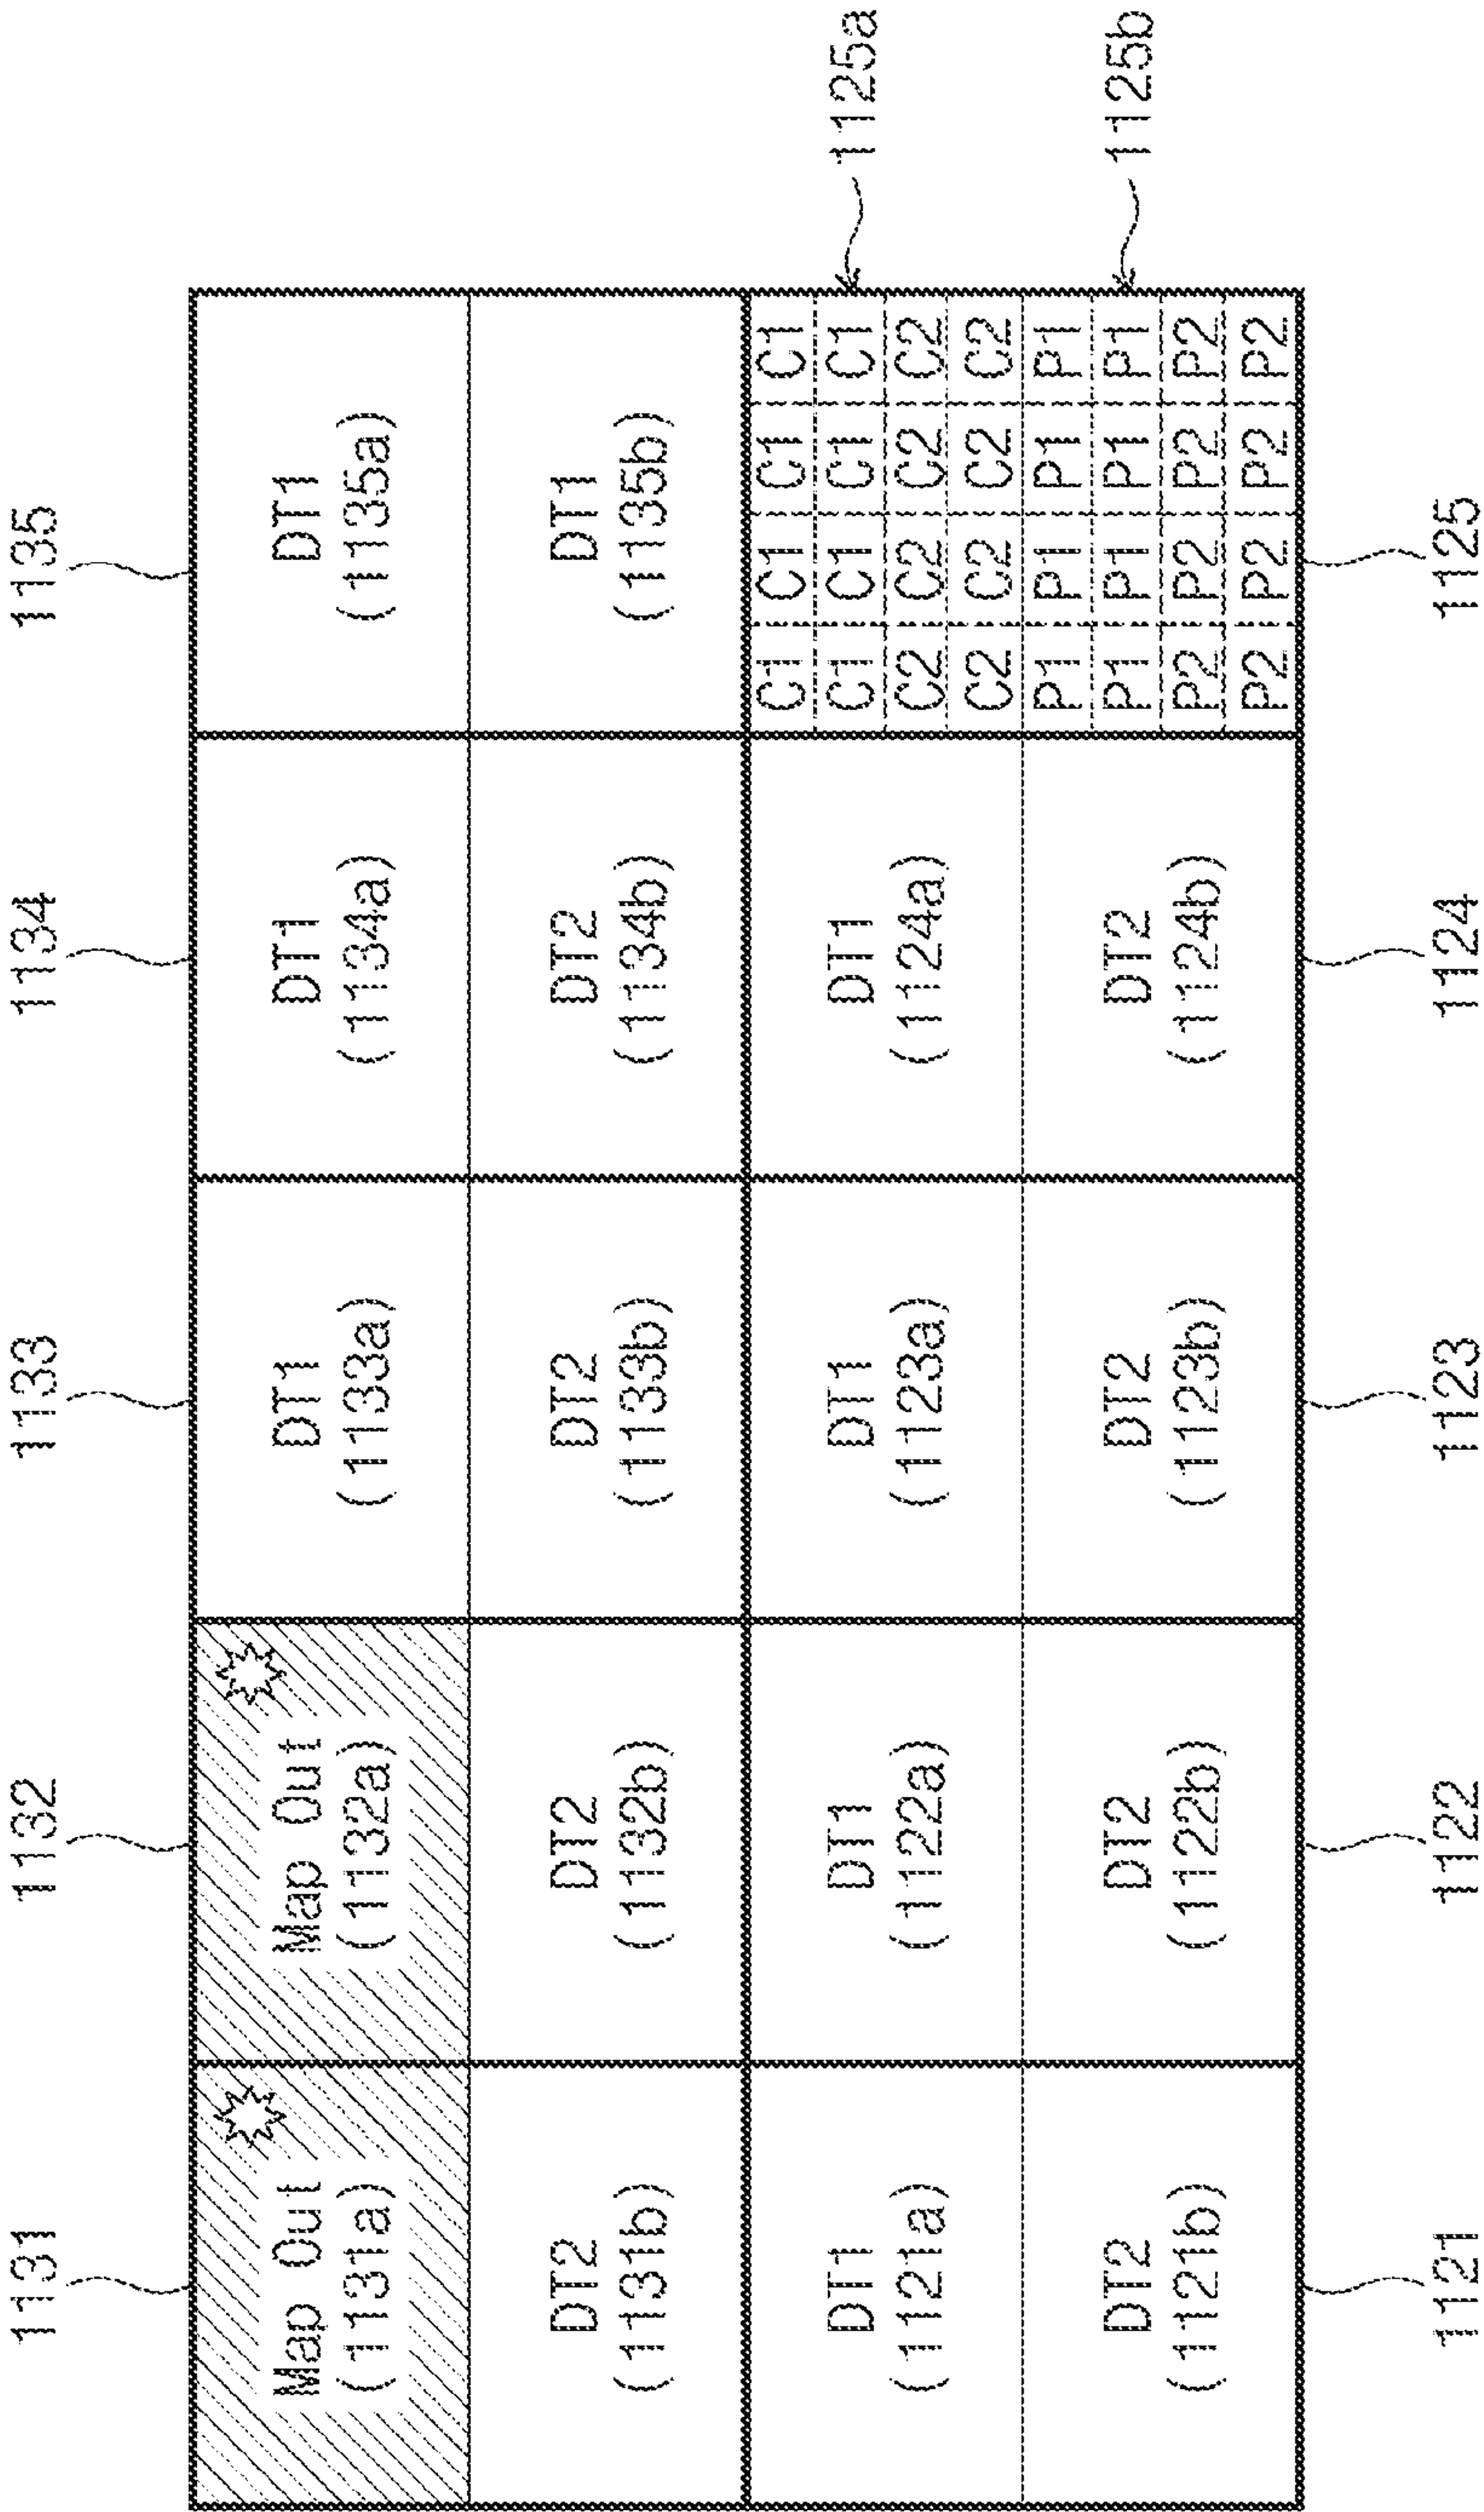 1131 1132 1133 1134 1135
Map Out Map Out DT1 DT1 DT1
(1131a) (1132a) (1133a) (1134a) (1135a)
DT2 DT2 DT2 DT2 DT1
(1131b) (1132b) (1133b) (1134b) (1135b)
C1 C1 C1 C1
DT1 DT1 DT1 DT1 C1 C1 C1 C1 1125a
(1121a) (1122a) (1123a) (1124a) C2 C2 C2 C2
C2 C2 C2 C2
P1 P1 P1 P1
DT2 DT2 DT2 DT2 P1 P1 P1 P1 1125b
(1121b) (1122b) (1123b) (1124b) P2 P2 P2 P2
P2 P2 P2 P2
1121 1122 1123 1124 1125